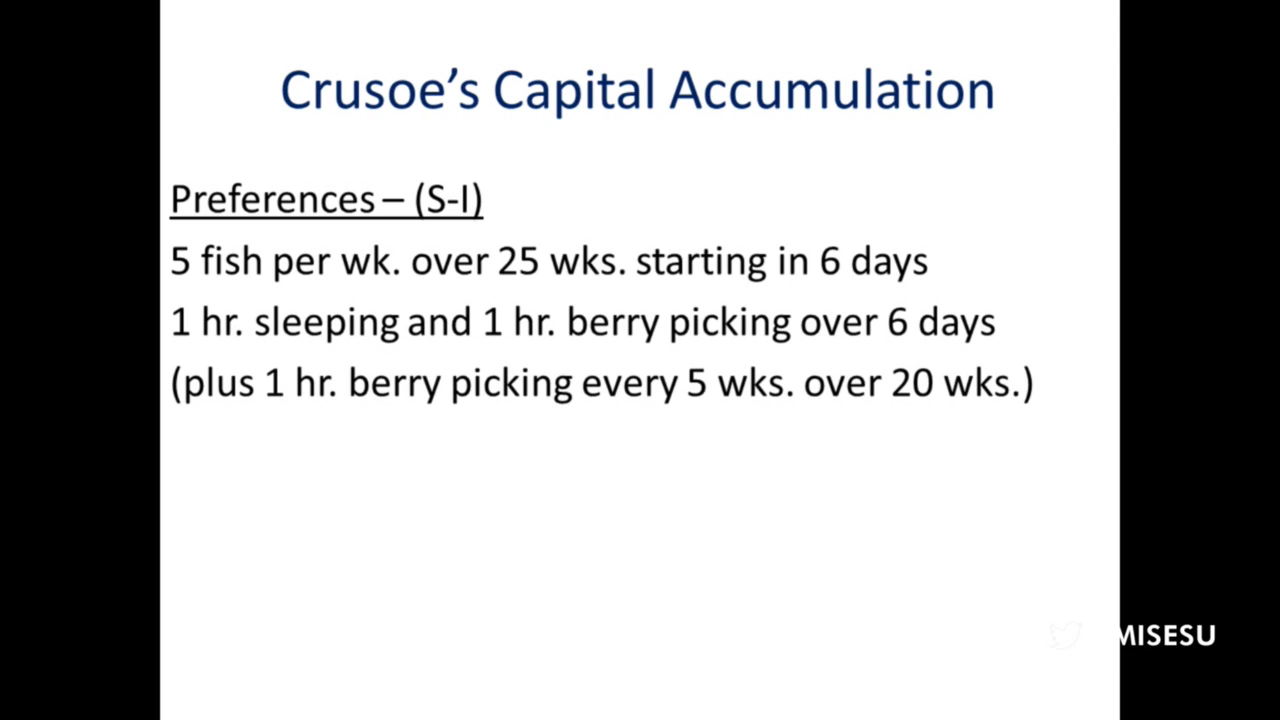 Crusoe's Capital Accumulation
Preferences – (S-I)
5 fish per wk. over 25 wks. starting in 6 days
1 hr. sleeping and 1 hr. berry picking over 6 days
(plus 1 hr. berry picking every 5 wks. over 20 wks.)
MISESU